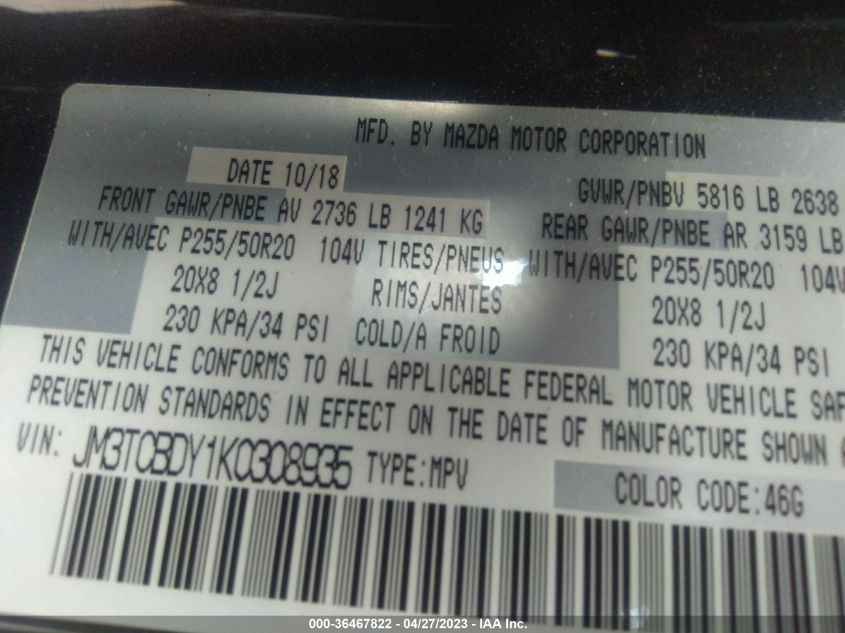 MFD. BY MAZDA MOTOR CORPORATION
DATE 10/18 GVWR/PNBV 5816 LB 2638
FRONT GAWR/PNBE AV 2736 LB 1241 KG REAR GAWR/PNBE AR 3159 LB
WITH/AVEC P255/50R20 104V TIRES/PNEUS WITH/AVEC P255/50R20 104V
20X8 1/2J RIMS/JANTES 20X8 1/2J
230 KPA/34 PSI COLD/A FROID 230 KPA/34 PSI
THIS VEHICLE CONFORMS TO ALL APPLICABLE FEDERAL MOTOR VEHICLE SAF
PREVENTION STANDARDS IN EFFECT ON THE DATE OF MANUFACTURE SHOWN A
VIN: JM3TCBDY1K0308935 TYPE:MPV
COLOR CODE:46G
000-36467822 - 04/27/2023 - IAA Inc.